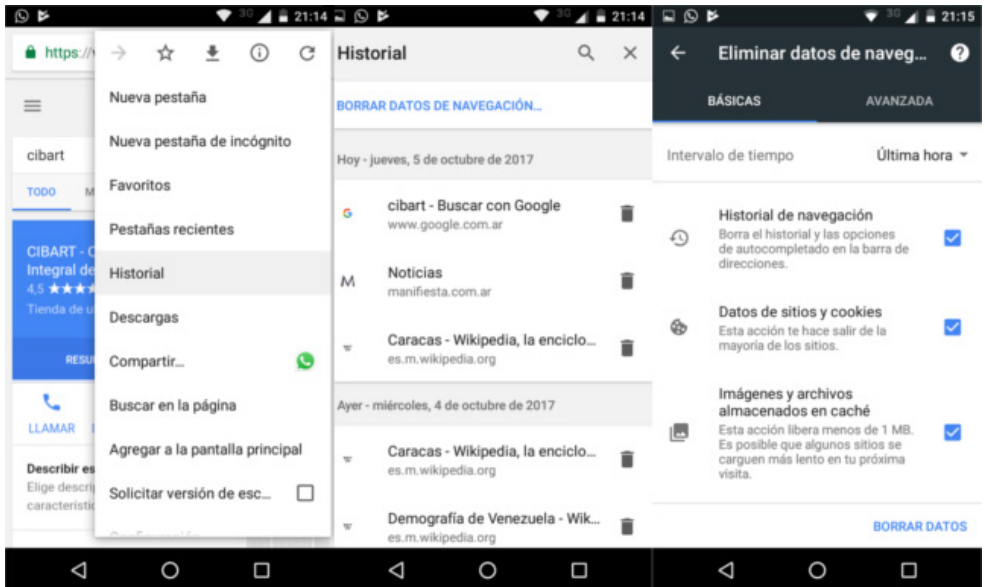 3G 21:14
https://
cibart
TODO
CIBART - C
Integral de
4,5 ★★★★
Tienda de u
RESU
LLAMAR
Describir es
Elige descrip
característic
Nueva pestaña
Nueva pestaña de incógnito
Favoritos
Pestañas recientes
Historial
Descargas
Compartir...
Buscar en la página
Agregar a la pantalla principal
Solicitar versión de esc...
3G 21:14
Historial
BORRAR DATOS DE NAVEGACIÓN...
Hoy - jueves, 5 de octubre de 2017
cibart - Buscar con Google
www.google.com.ar
M
Noticias
manifiesta.com.ar
W
Caracas - Wikipedia, la enciclo...
es.m.wikipedia.org
Ayer - miércoles, 4 de octubre de 2017
W
Caracas - Wikipedia, la enciclo...
es.m.wikipedia.org
W
Demografía de Venezuela - Wik...
es.m.wikipedia.org
3G 21:15
Eliminar datos de naveg...
BÁSICAS AVANZADA
Intervalo de tiempo Última hora
Historial de navegación
Borra el historial y las opciones
de autocompletado en la barra de
direcciones.
Datos de sitios y cookies
Esta acción te hace salir de la
mayoría de los sitios.
Imágenes y archivos
almacenados en caché
Esta acción libera menos de 1 MB.
Es posible que algunos sitios se
carguen más lento en tu próxima
visita.
BORRAR DATOS